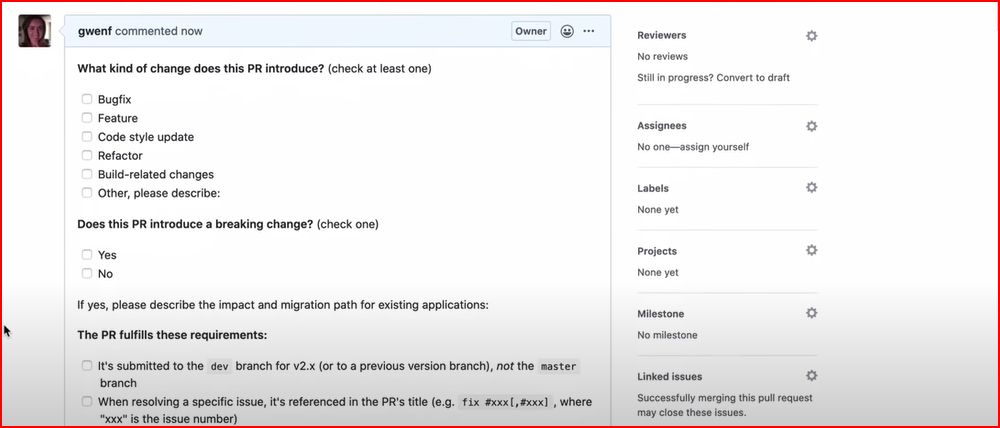 gwenf commented now
Owner
What kind of change does this PR introduce? (check at least one)
Bugfix
Feature
Code style update
Refactor
Build-related changes
Other, please describe:
Does this PR introduce a breaking change? (check one)
Yes
No
If yes, please describe the impact and migration path for existing applications:
The PR fulfills these requirements:
It's submitted to the dev branch for v2.x (or to a previous version branch), not the master
branch
When resolving a specific issue, it's referenced in the PR's title (e.g. fix #xxx[,#xxx] , where
"xxx" is the issue number)
Reviewers
No reviews
Still in progress? Convert to draft
Assignees
No one—assign yourself
Labels
None yet
Projects
None yet
Milestone
No milestone
Linked issues
Successfully merging this pull request
may close these issues.